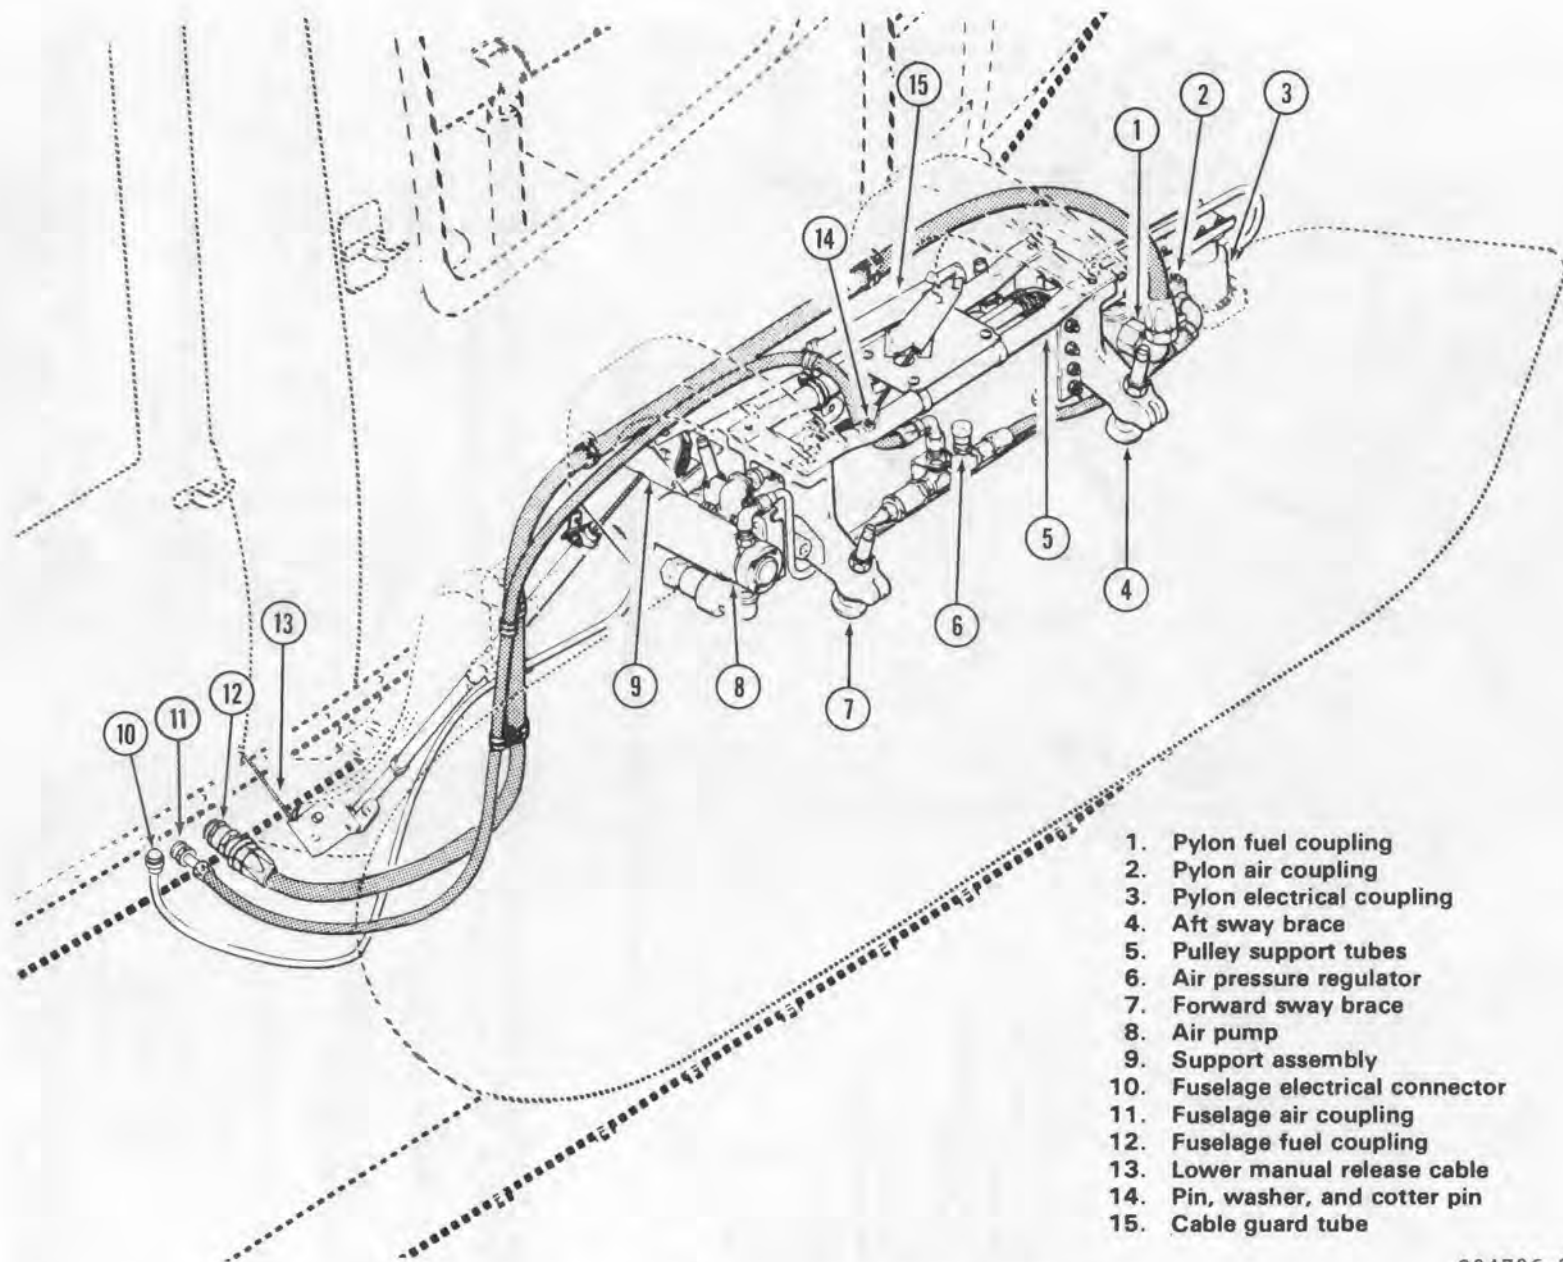 15
2
3
1
14
5
4
6
13
9
8
7
12
11
10
1. Pylon fuel coupling
2. Pylon air coupling
3. Pylon electrical coupling
4. Aft sway brace
5. Pulley support tubes
6. Air pressure regulator
7. Forward sway brace
8. Air pump
9. Support assembly
10. Fuselage electrical connector
11. Fuselage air coupling
12. Fuselage fuel coupling
13. Lower manual release cable
14. Pin, washer, and cotter pin
15. Cable guard tube